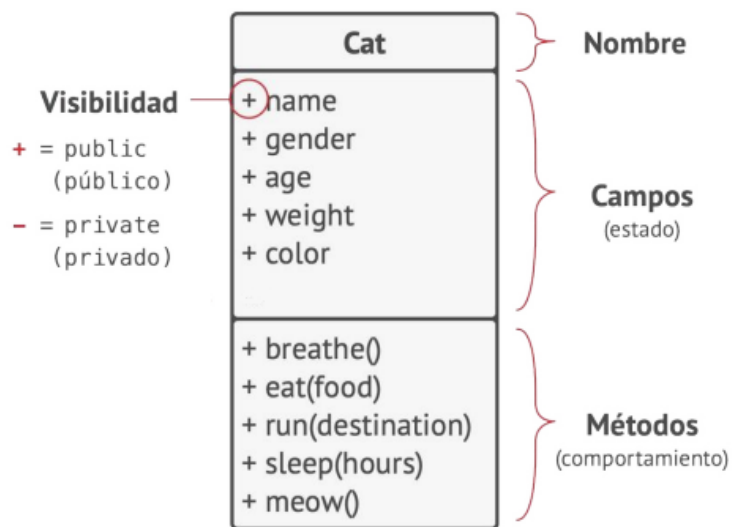 Cat
Nombre
Visibilidad
+ = public
(público)
− = private
(privado)
+ name
+ gender
+ age
+ weight
+ color
Campos
(estado)
+ breathe()
+ eat(food)
+ run(destination)
+ sleep(hours)
+ meow()
Métodos
(comportamiento)